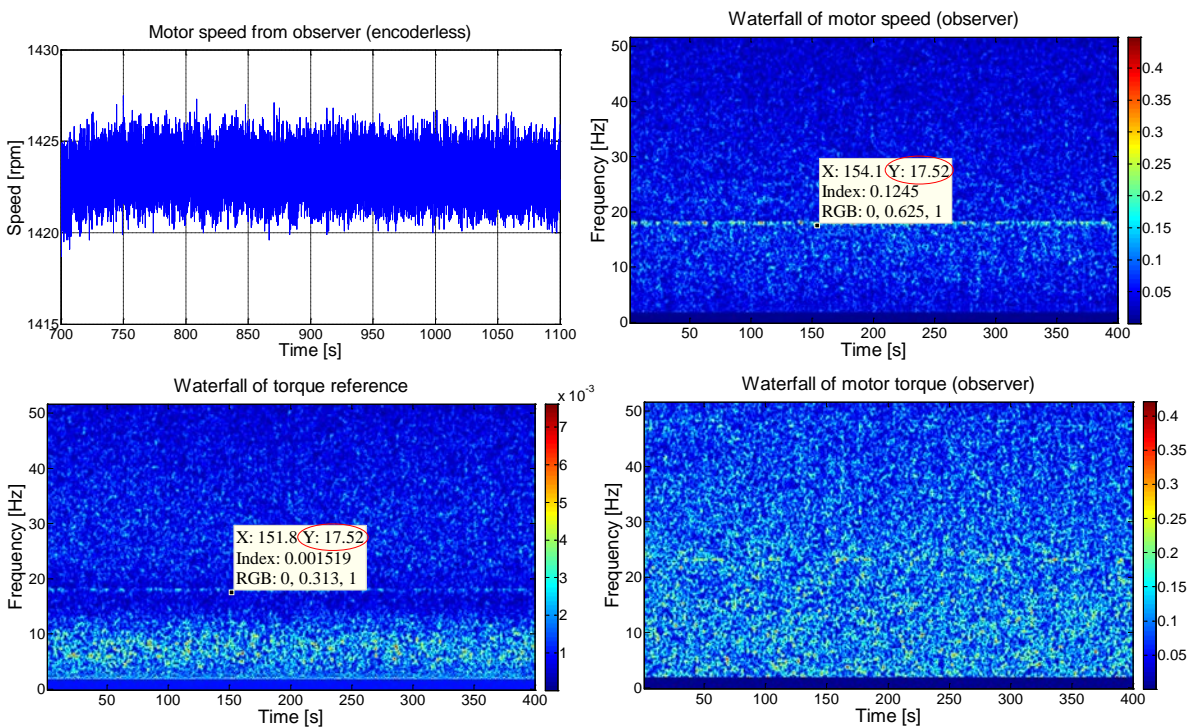 Motor speed from observer (encoderless)
1430
1425
1420
1415
Speed [rpm]
700 750 800 850 900 950 1000 1050 1100
Time [s]
Waterfall of motor speed (observer)
50
40
30
20
10
0
Frequency [Hz]
X: 154.1 Y: 17.52
Index: 0.1245
RGB: 0, 0.625, 1
50 100 150 200 250 300 350 400
Time [s]
0.4
0.35
0.3
0.25
0.2
0.15
0.1
0.05
Waterfall of torque reference
x 10-3
50
40
30
20
10
0
Frequency [Hz]
X: 151.8 Y: 17.52
Index: 0.001519
RGB: 0, 0.313, 1
50 100 150 200 250 300 350 400
Time [s]
7
6
5
4
3
2
1
Waterfall of motor torque (observer)
50
40
30
20
10
0
Frequency [Hz]
50 100 150 200 250 300 350 400
Time [s]
0.4
0.35
0.3
0.25
0.2
0.15
0.1
0.05